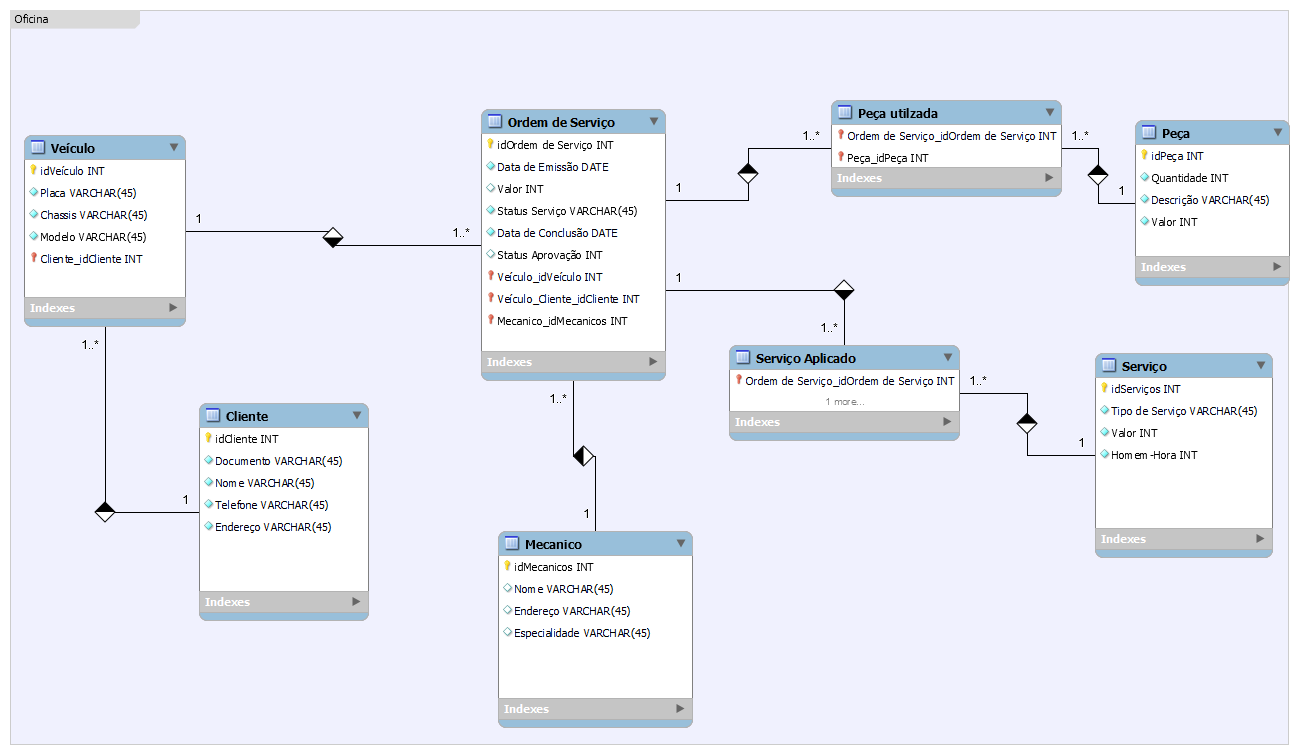 Oficina
Veículo
idVeículo INT
Placa VARCHAR(45)
Chassis VARCHAR(45)
Modelo VARCHAR(45)
Cliente_idCliente INT
Indexes
1
1..*
1..*
1
Cliente
idCliente INT
Documento VARCHAR(45)
Nome VARCHAR(45)
Telefone VARCHAR(45)
Endereço VARCHAR(45)
Indexes
Ordem de Serviço
idOrdem de Serviço INT
Data de Emissão DATE
Valor INT
Status Serviço VARCHAR(45)
Data de Conclusão DATE
Status Aprovação INT
Veículo_idVeículo INT
Veículo_Cliente_idCliente INT
Mecanico_idMecanicos INT
Indexes
1..*
1
Mecanico
idMecanicos INT
Nome VARCHAR(45)
Endereço VARCHAR(45)
Especialidade VARCHAR(45)
Indexes
1
1..*
Peça utilzada
Ordem de Serviço_idOrdem de Serviço INT
Peça_idPeça INT
Indexes
1..*
1
Peça
idPeça INT
Quantidade INT
Descrição VARCHAR(45)
Valor INT
Indexes
1
1..*
Serviço Aplicado
Ordem de Serviço_idOrdem de Serviço INT
1 more...
Indexes
1..*
1
Serviço
idServiços INT
Tipo de Serviço VARCHAR(45)
Valor INT
Homem-Hora INT
Indexes